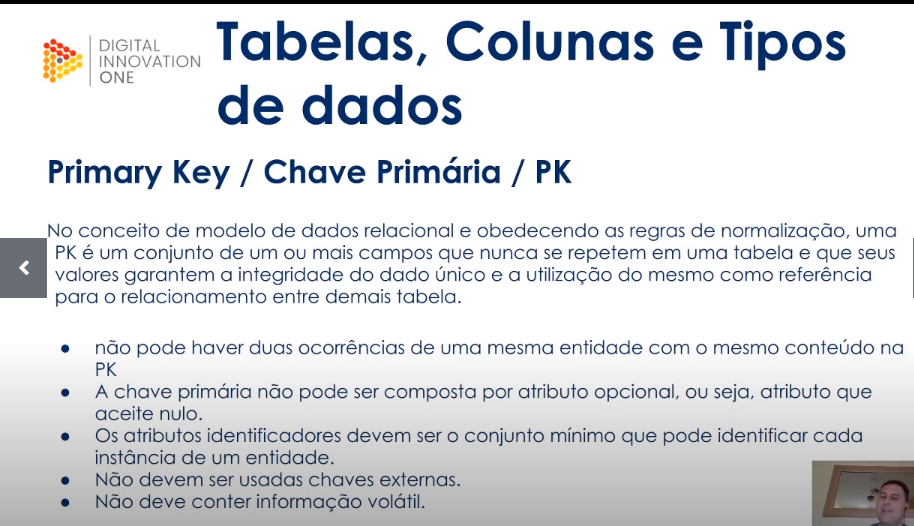 DIGITAL
INNOVATION
ONE
Tabelas, Colunas e Tipos
de dados
Primary Key / Chave Primária / PK
No conceito de modelo de dados relacional e obedecendo as regras de normalização, uma
PK é um conjunto de um ou mais campos que nunca se repetem em uma tabela e que seus
valores garantem a integridade do dado único e a utilização do mesmo como referência
para o relacionamento entre demais tabela.
● não pode haver duas ocorrências de uma mesma entidade com o mesmo conteúdo na
PK
● A chave primária não pode ser composta por atributo opcional, ou seja, atributo que
aceite nulo.
● Os atributos identificadores devem ser o conjunto mínimo que pode identificar cada
instância de um entidade.
● Não devem ser usadas chaves externas.
● Não deve conter informação volátil.